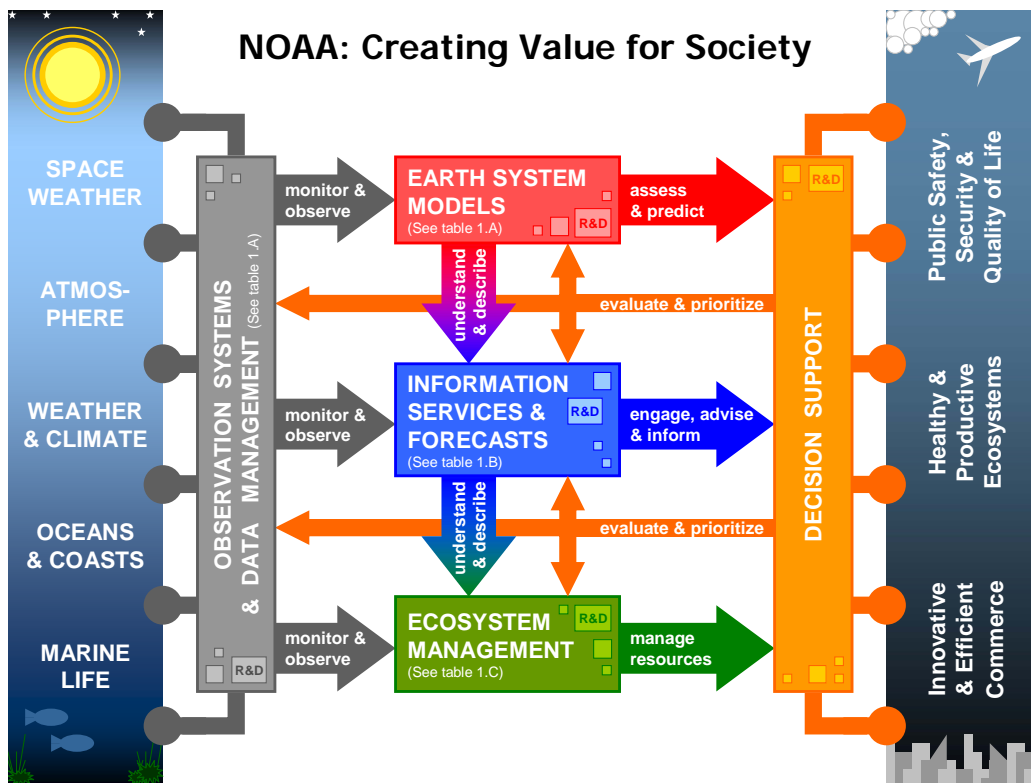 NOAA: Creating Value for Society
SPACE
WEATHER
ATMOS-
PHERE
WEATHER
& CLIMATE
OCEANS
& COASTS
MARINE
LIFE
OBSERVATION SYSTEMS
& DATA MANAGEMENT (See table 1.A)
R&D
monitor &
observe
EARTH SYSTEM
MODELS
(See table 1.A)
R&D
assess
& predict
understand
& describe
evaluate & prioritize
monitor &
observe
INFORMATION
SERVICES &
FORECASTS
(See table 1.B)
R&D
engage, advise
& inform
understand
& describe
evaluate & prioritize
monitor &
observe
ECOSYSTEM
MANAGEMENT
(See table 1.C)
R&D
manage
resources
R&D
DECISION SUPPORT
Public Safety,
Security &
Quality of Life
Healthy &
Productive
Ecosystems
Innovative
& Efficient
Commerce